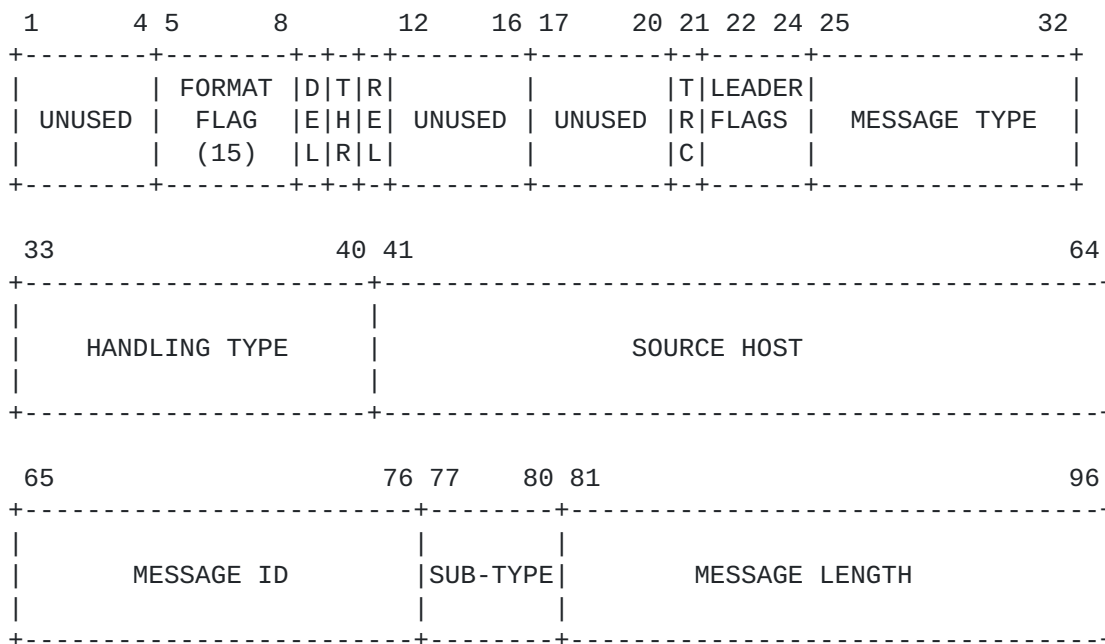 1 4 5 8 12 16 17 20 21 22 24 25 32
+--------+--------+-+-+-+--------+--------+-+------+----------------+
| | FORMAT |D|T|R| | |T|LEADER| |
| UNUSED | FLAG |E|H|E| UNUSED | UNUSED |R|FLAGS | MESSAGE TYPE |
| | (15) |L|R|L| | |C| | |
+--------+--------+-+-+-+--------+--------+-+------+----------------+
33 40 41 64
+----------------------+--------------------------------------------
| |
| HANDLING TYPE | SOURCE HOST
| |
+----------------------+--------------------------------------------
65 76 77 80 81 96
+-------------------------+--------+--------------------------------
| | |
| MESSAGE ID |SUB-TYPE| MESSAGE LENGTH
| | |
+-------------------------+--------+--------------------------------